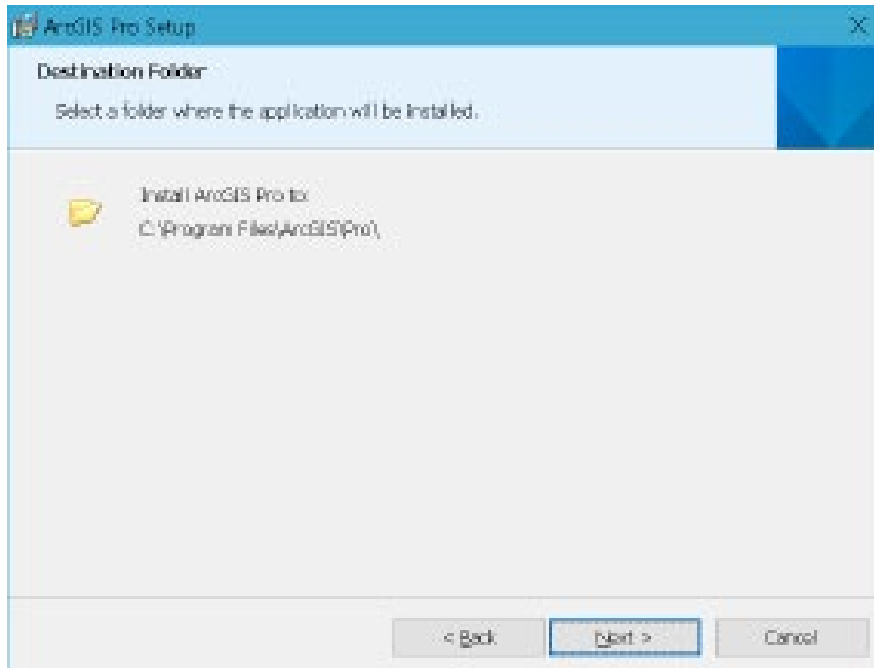 ArcGIS Pro Setup
Destination Folder
Select a folder where the application will be installed.
Install ArcGIS Pro to:
C:\Program Files\ArcGIS\Pro\
< Back
Next >
Cancel